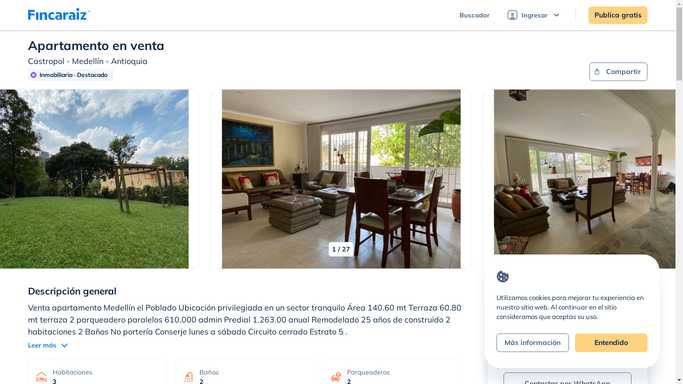 Fincaraiz
Buscador
Ingresar
Publica gratis
Apartamento en venta
Castropol - Medellín - Antioquia
Inmobiliaria · Destacado
Compartir
1 / 27
Descripción general
Venta apartamento Medellín el Poblado Ubicación privilegiada en un sector tranquilo Área 140.60 mt Terraza 60.80
mt terraza 2 parqueadero paralelos 610.000 admin Predial 1.263.00 anual Remodelado 25 años de construido 2
habitaciones 2 Baños No portería Conserje lunes a sábado Circuito cerrado Estrato 5 .
Leer más
Habitaciones
3
Baños
2
Parqueaderos
2
Utilizamos cookies para mejorar tu experiencia en
nuestro sitio web. Al continuar en el sitio
consideramos que aceptas su uso.
Más información
Entendido
Contactar por WhatsApp